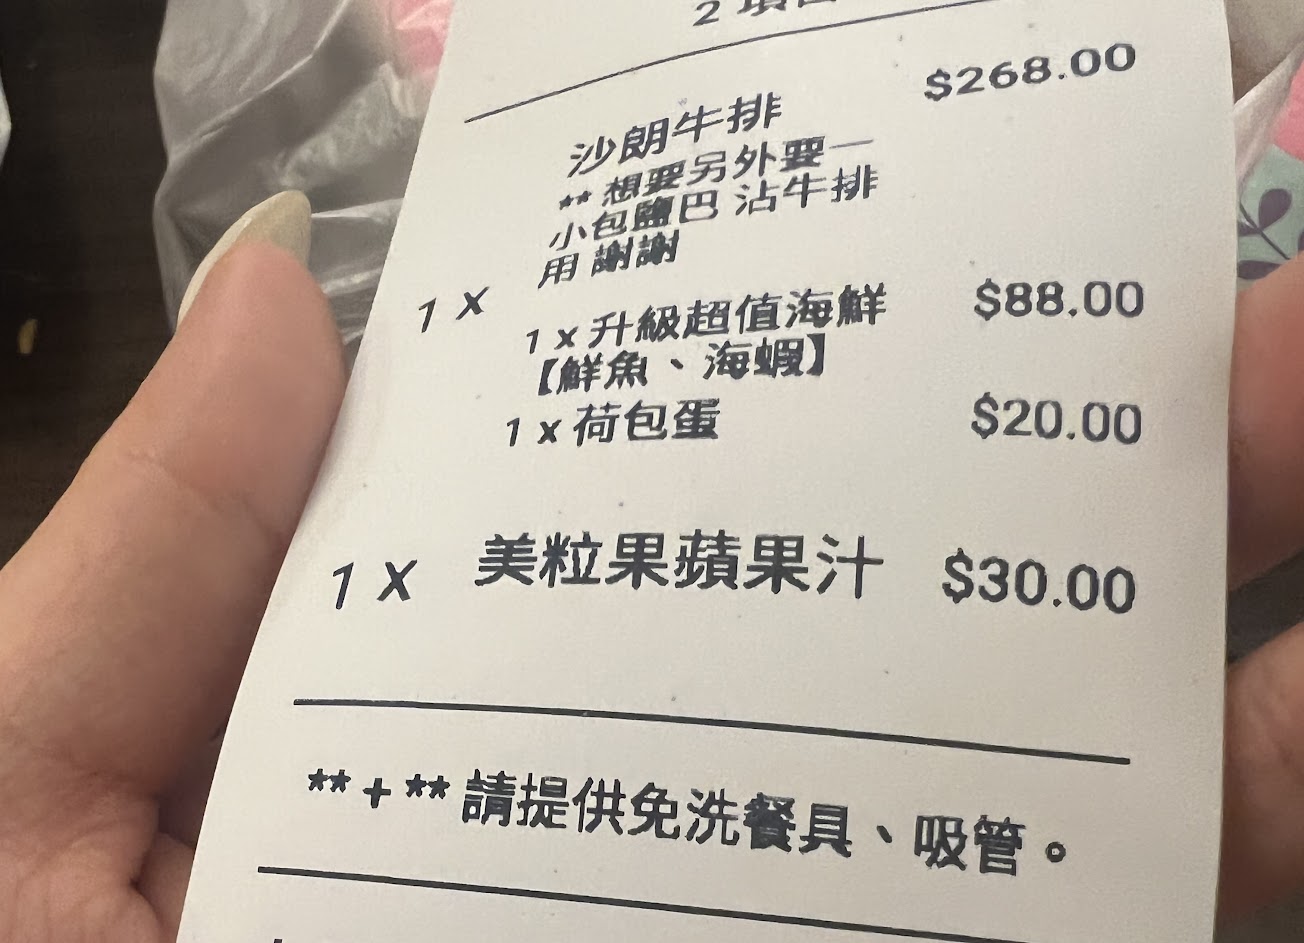 2 項目
$268.00
沙朗牛排
** 想要另外要一
小包鹽巴 沾牛排
用 謝謝
1 x
1 x 升級超值海鮮 $88.00
【鮮魚、海蝦】
1 x 荷包蛋 $20.00
1 x 美粒果蘋果汁 $30.00
** + ** 請提供免洗餐具、吸管。